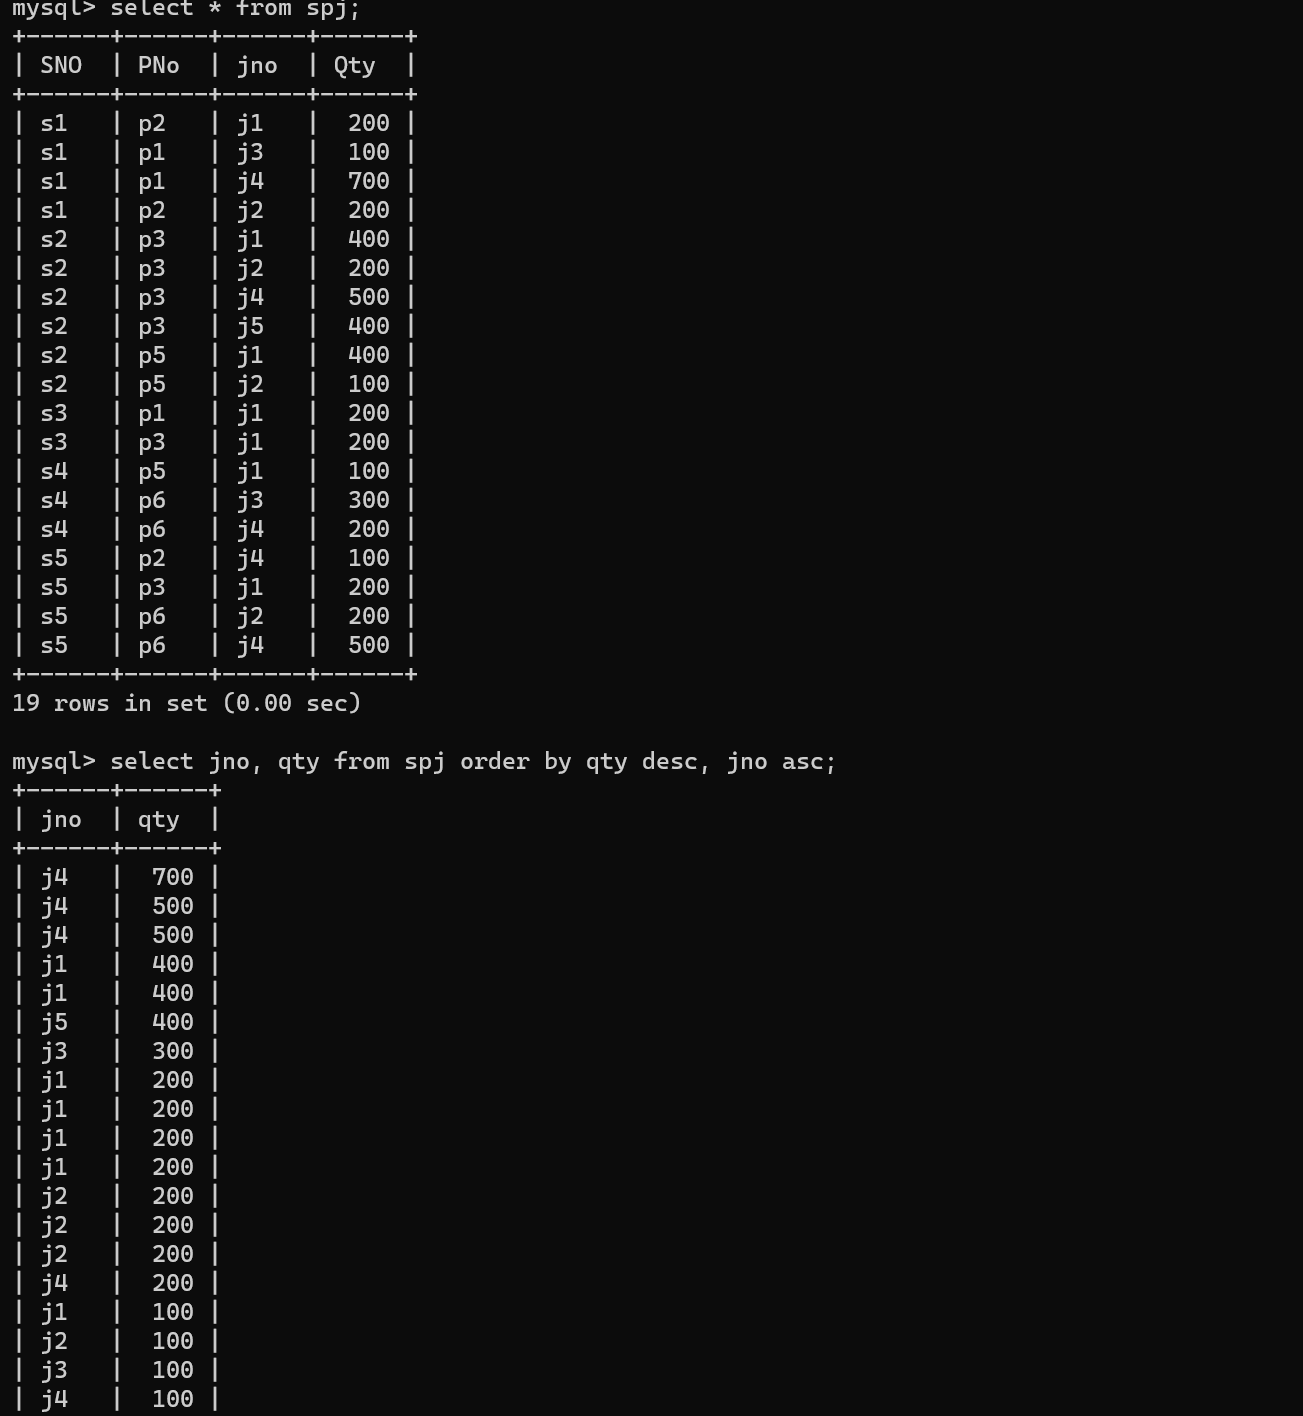 mysql> select * from spj;
+------+------+------+------+
| SNO  | PNo  | jno  | Qty  |
+------+------+------+------+
| s1   | p2   | j1   |  200 |
| s1   | p1   | j3   |  100 |
| s1   | p1   | j4   |  700 |
| s1   | p2   | j2   |  200 |
| s2   | p3   | j1   |  400 |
| s2   | p3   | j2   |  200 |
| s2   | p3   | j4   |  500 |
| s2   | p3   | j5   |  400 |
| s2   | p5   | j1   |  400 |
| s2   | p5   | j2   |  100 |
| s3   | p1   | j1   |  200 |
| s3   | p3   | j1   |  200 |
| s4   | p5   | j1   |  100 |
| s4   | p6   | j3   |  300 |
| s4   | p6   | j4   |  200 |
| s5   | p2   | j4   |  100 |
| s5   | p3   | j1   |  200 |
| s5   | p6   | j2   |  200 |
| s5   | p6   | j4   |  500 |
+------+------+------+------+
19 rows in set (0.00 sec)

mysql> select jno, qty from spj order by qty desc, jno asc;
+------+------+
| jno  | qty  |
+------+------+
| j4   |  700 |
| j4   |  500 |
| j4   |  500 |
| j1   |  400 |
| j1   |  400 |
| j5   |  400 |
| j3   |  300 |
| j1   |  200 |
| j1   |  200 |
| j1   |  200 |
| j1   |  200 |
| j2   |  200 |
| j2   |  200 |
| j2   |  200 |
| j4   |  200 |
| j1   |  100 |
| j2   |  100 |
| j3   |  100 |
| j4   |  100 |